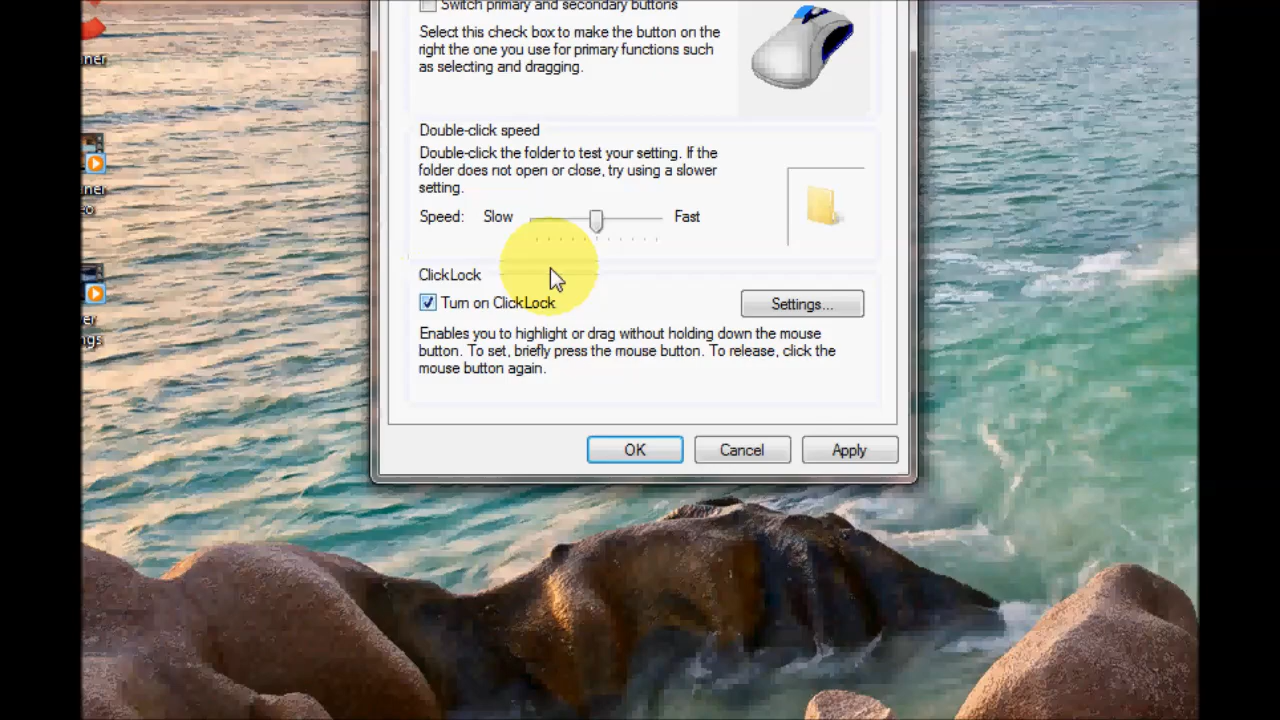 Switch primary and secondary buttons
Select this check box to make the button on the
right the one you use for primary functions such
as selecting and dragging.
Double-click speed
Double-click the folder to test your setting. If the
folder does not open or close, try using a slower
setting.
Speed: Slow Fast
ClickLock
Turn on ClickLock
Settings...
Enables you to highlight or drag without holding down the mouse
button. To set, briefly press the mouse button. To release, click the
mouse button again.
OK Cancel Apply